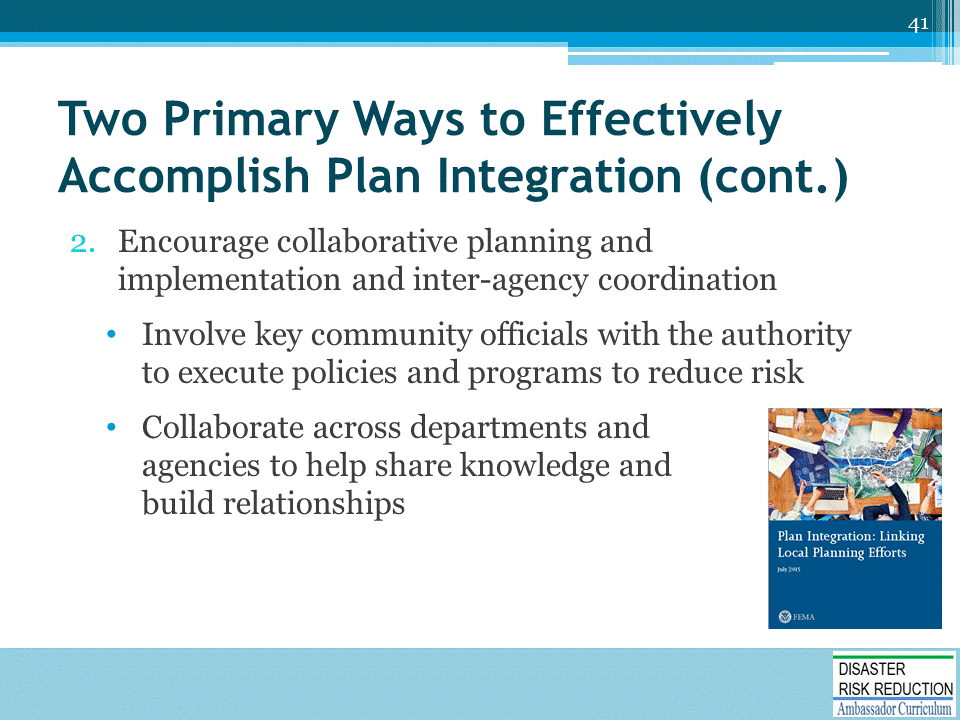 41
Two Primary Ways to Effectively
Accomplish Plan Integration (cont.)
2. Encourage collaborative planning and
implementation and inter-agency coordination
• Involve key community officials with the authority
to execute policies and programs to reduce risk
• Collaborate across departments and
agencies to help share knowledge and
build relationships
Plan Integration: Linking
Local Planning Efforts
July 2015
FEMA
DISASTER
RISK REDUCTION
Ambassador Curriculum